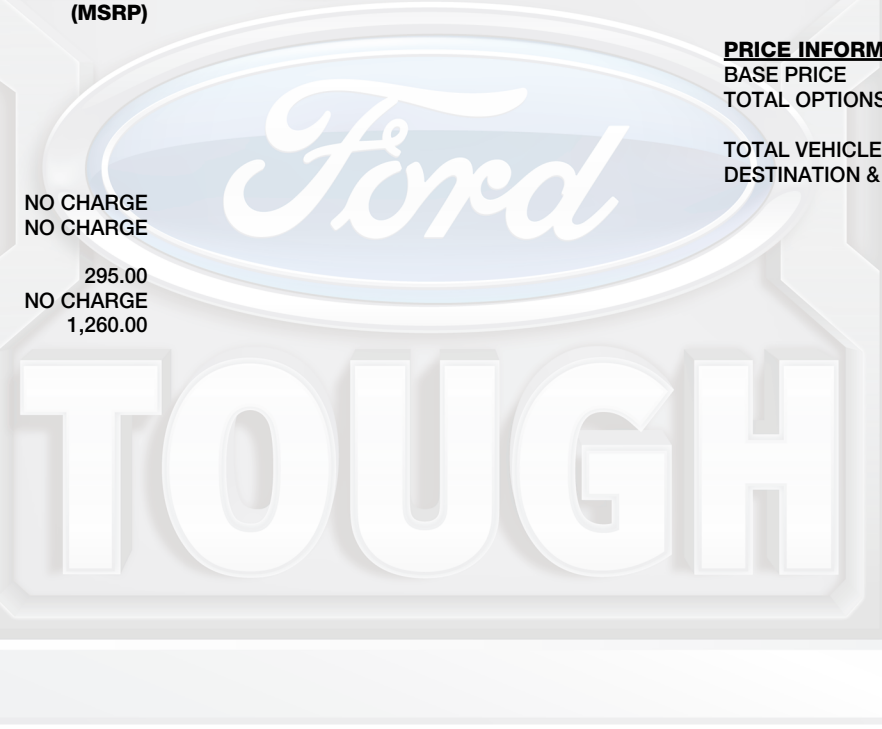 (MSRP)
NO CHARGE
NO CHARGE
295.00
NO CHARGE
1,260.00
PRICE INFORM
BASE PRICE
TOTAL OPTIONS
TOTAL VEHICLE
DESTINATION &
Ford
TOUGH